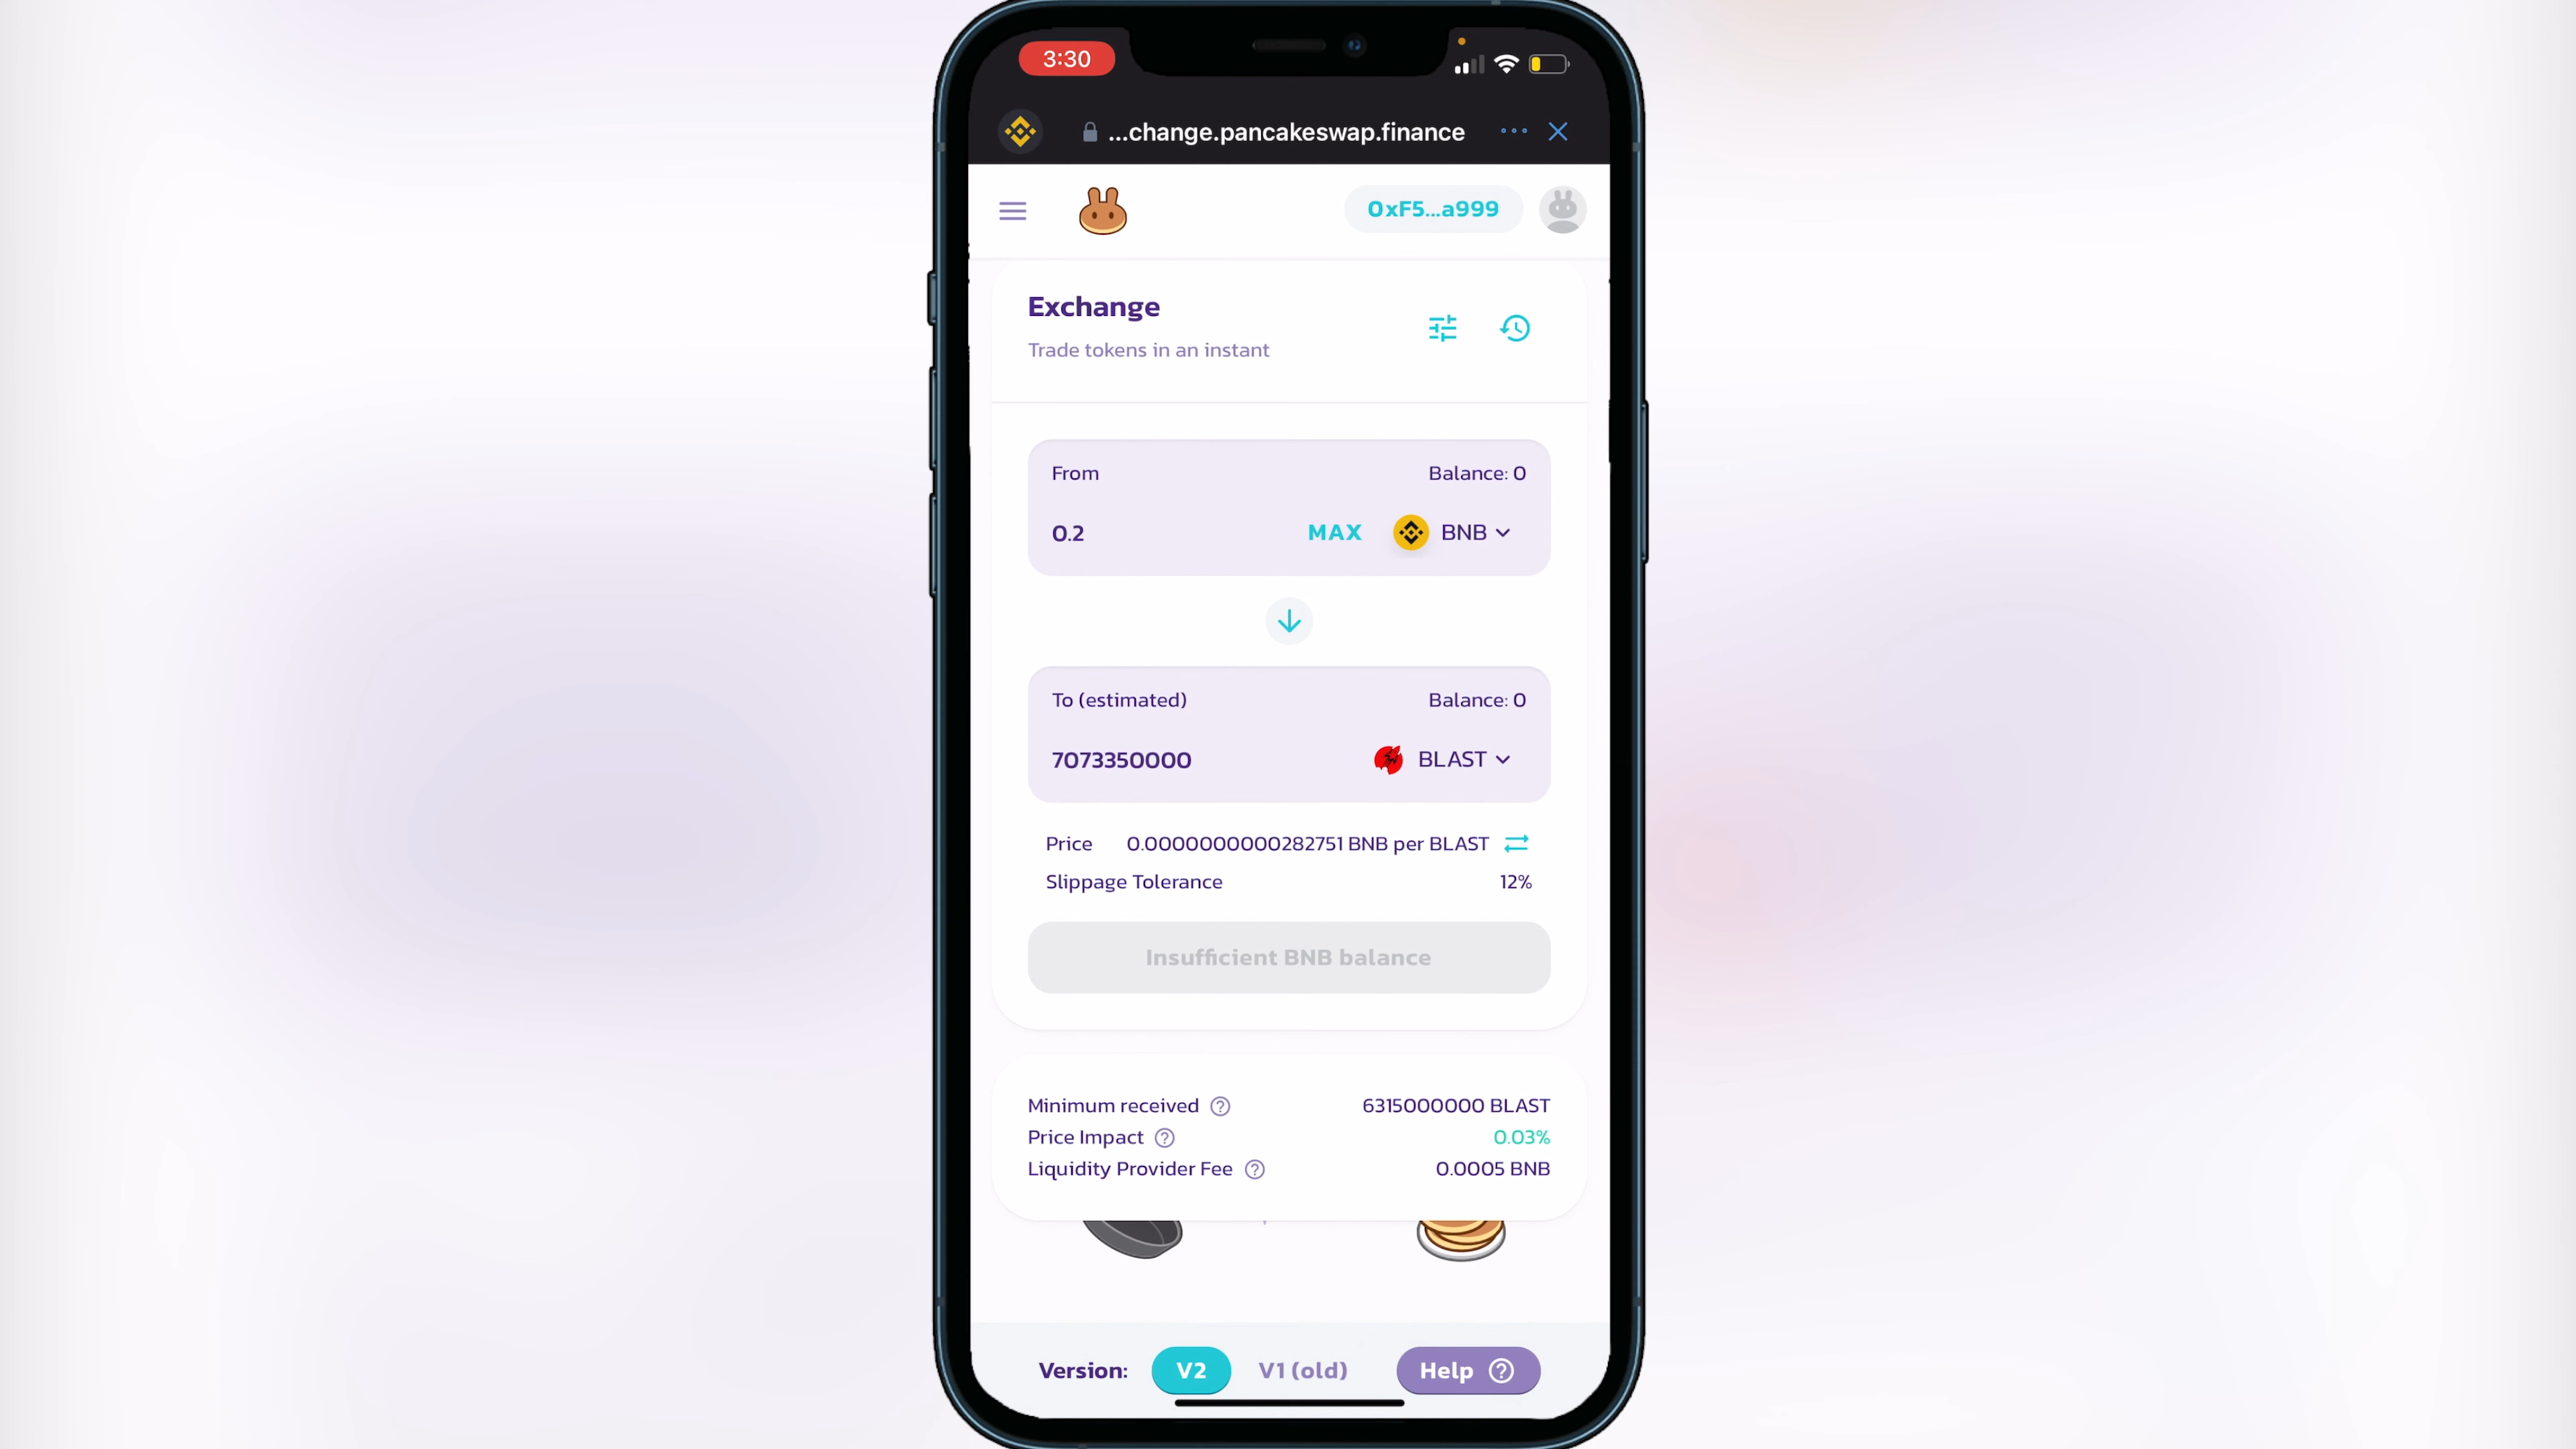 3:30
...change.pancakeswap.finance
0xF5...a999
Exchange
Trade tokens in an instant
From Balance: 0
0.2 MAX BNB
To (estimated) Balance: 0
7073350000 BLAST
Price 0.0000000000282751 BNB per BLAST
Slippage Tolerance 12%
Insufficient BNB balance
Minimum received ? 6315000000 BLAST
Price Impact ? 0.03%
Liquidity Provider Fee ? 0.0005 BNB
Version: V2 V1 (old) Help ?